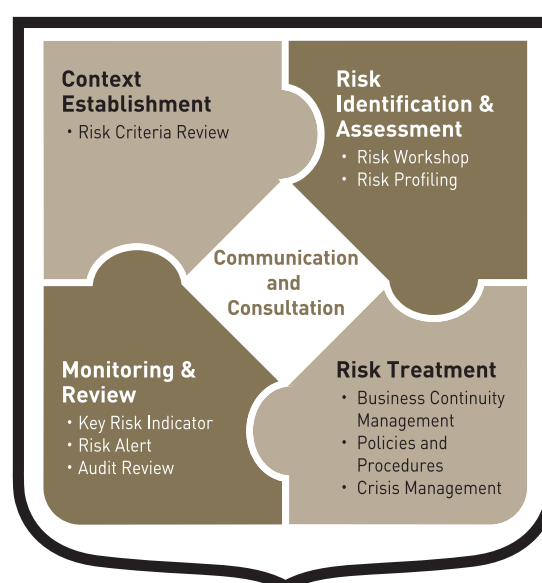 Context
Establishment
• Risk Criteria Review
Risk
Identification &
Assessment
• Risk Workshop
• Risk Profiling
Communication
and
Consultation
Monitoring &
Review
• Key Risk Indicator
• Risk Alert
• Audit Review
Risk Treatment
• Business Continuity
Management
• Policies and
Procedures
• Crisis Management